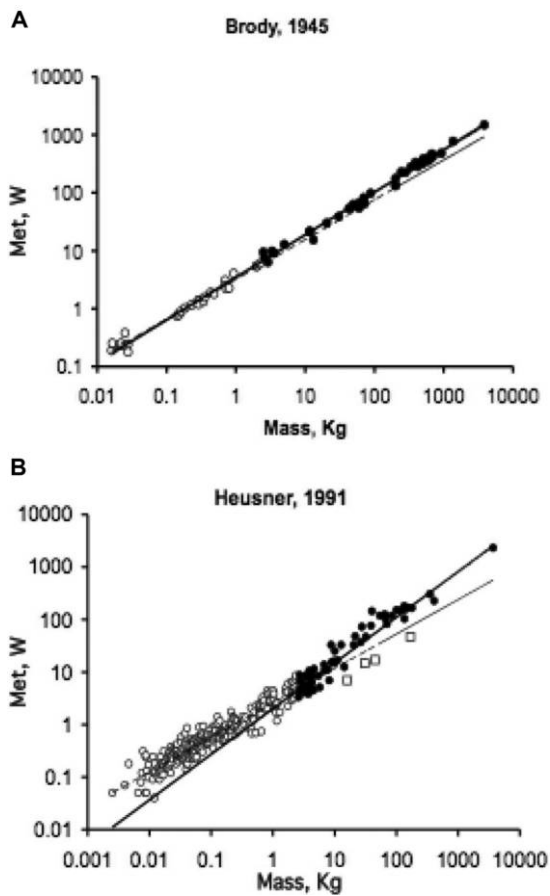 A
Brody, 1945
10000
1000
100
10
1
0.1
Met, W
0.01 0.1 1 10 100 1000 10000
Mass, Kg
B
Heusner, 1991
10000
1000
100
10
1
0.1
0.01
Met, W
0.001 0.01 0.1 1 10 100 1000 10000
Mass, Kg